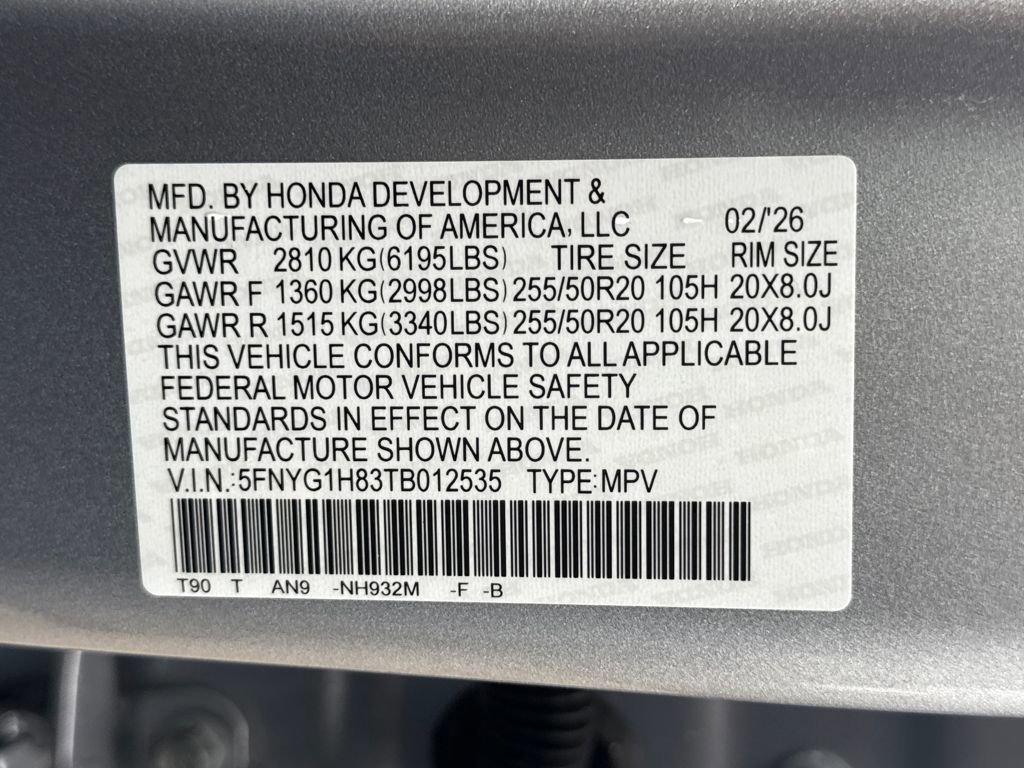 MFD. BY HONDA DEVELOPMENT &
MANUFACTURING OF AMERICA, LLC 02/'26
GVWR 2810 KG(6195LBS) TIRE SIZE RIM SIZE
GAWR F 1360 KG(2998LBS) 255/50R20 105H 20X8.0J
GAWR R 1515 KG(3340LBS) 255/50R20 105H 20X8.0J
THIS VEHICLE CONFORMS TO ALL APPLICABLE
FEDERAL MOTOR VEHICLE SAFETY
STANDARDS IN EFFECT ON THE DATE OF
MANUFACTURE SHOWN ABOVE.
V.I.N.:5FNYG1H83TB012535 TYPE:MPV
T90 T AN9 -NH932M -F -B